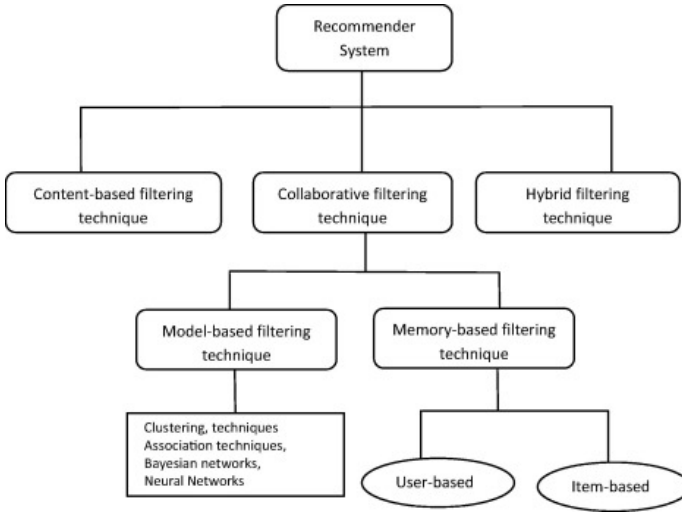 Recommender
System
Content-based filtering
technique
Collaborative filtering
technique
Hybrid filtering
technique
Model-based filtering
technique
Memory-based filtering
technique
Clustering, techniques
Association techniques,
Bayesian networks,
Neural Networks
User-based
Item-based